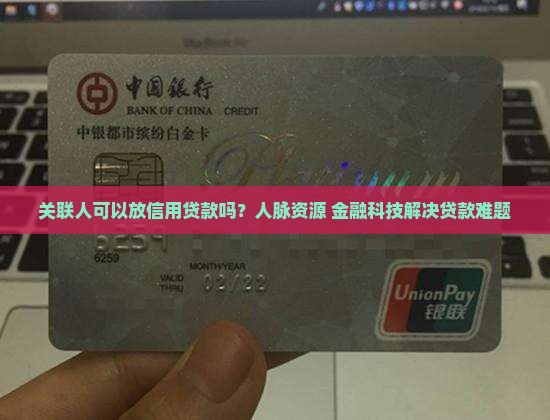 中国银行
BANK OF CHINA CREDIT
中银都市缤纷白金卡
Platinum
关联人可以放信用贷款吗？人脉资源 金融科技解决贷款难题
6259
6259
MONTH/YEAR
VALID THRU 02/22
UnionPay
银联